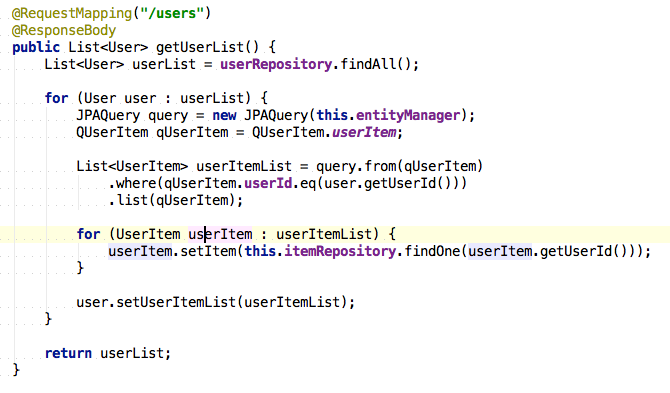 @RequestMapping("/users")
@ResponseBody
public List<User> getUserList() {
    List<User> userList = userRepository.findAll();

    for (User user : userList) {
        JPAQuery query = new JPAQuery(this.entityManager);
        QUserItem qUserItem = QUserItem.userItem;

        List<UserItem> userItemList = query.from(qUserItem)
            .where(qUserItem.userId.eq(user.getUserId()))
            .list(qUserItem);

        for (UserItem userItem : userItemList) {
            userItem.setItem(this.itemRepository.findOne(userItem.getUserId()));
        }

        user.setUserItemList(userItemList);
    }

    return userList;
}